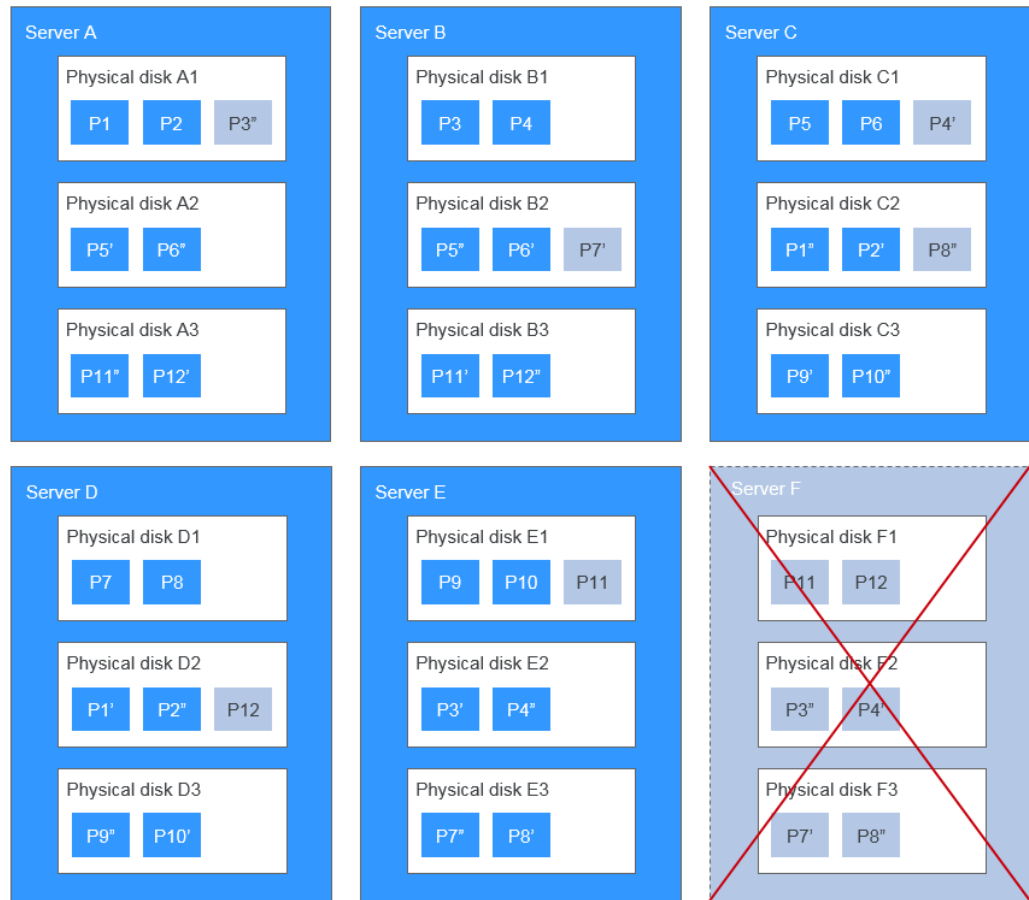 Server A
Physical disk A1
P1 P2 P3”
Physical disk A2
P5’ P6”
Physical disk A3
P11” P12’
Server B
Physical disk B1
P3 P4
Physical disk B2
P5” P6’ P7’
Physical disk B3
P11’ P12”
Server C
Physical disk C1
P5 P6 P4’
Physical disk C2
P1” P2’ P8”
Physical disk C3
P9’ P10”
Server D
Physical disk D1
P7 P8
Physical disk D2
P1’ P2” P12
Physical disk D3
P9” P10’
Server E
Physical disk E1
P9 P10 P11
Physical disk E2
P3’ P4”
Physical disk E3
P7” P8’
Server F
Physical disk F1
P11 P12
Physical disk F2
P3” P4’
Physical disk F3
P7’ P8”